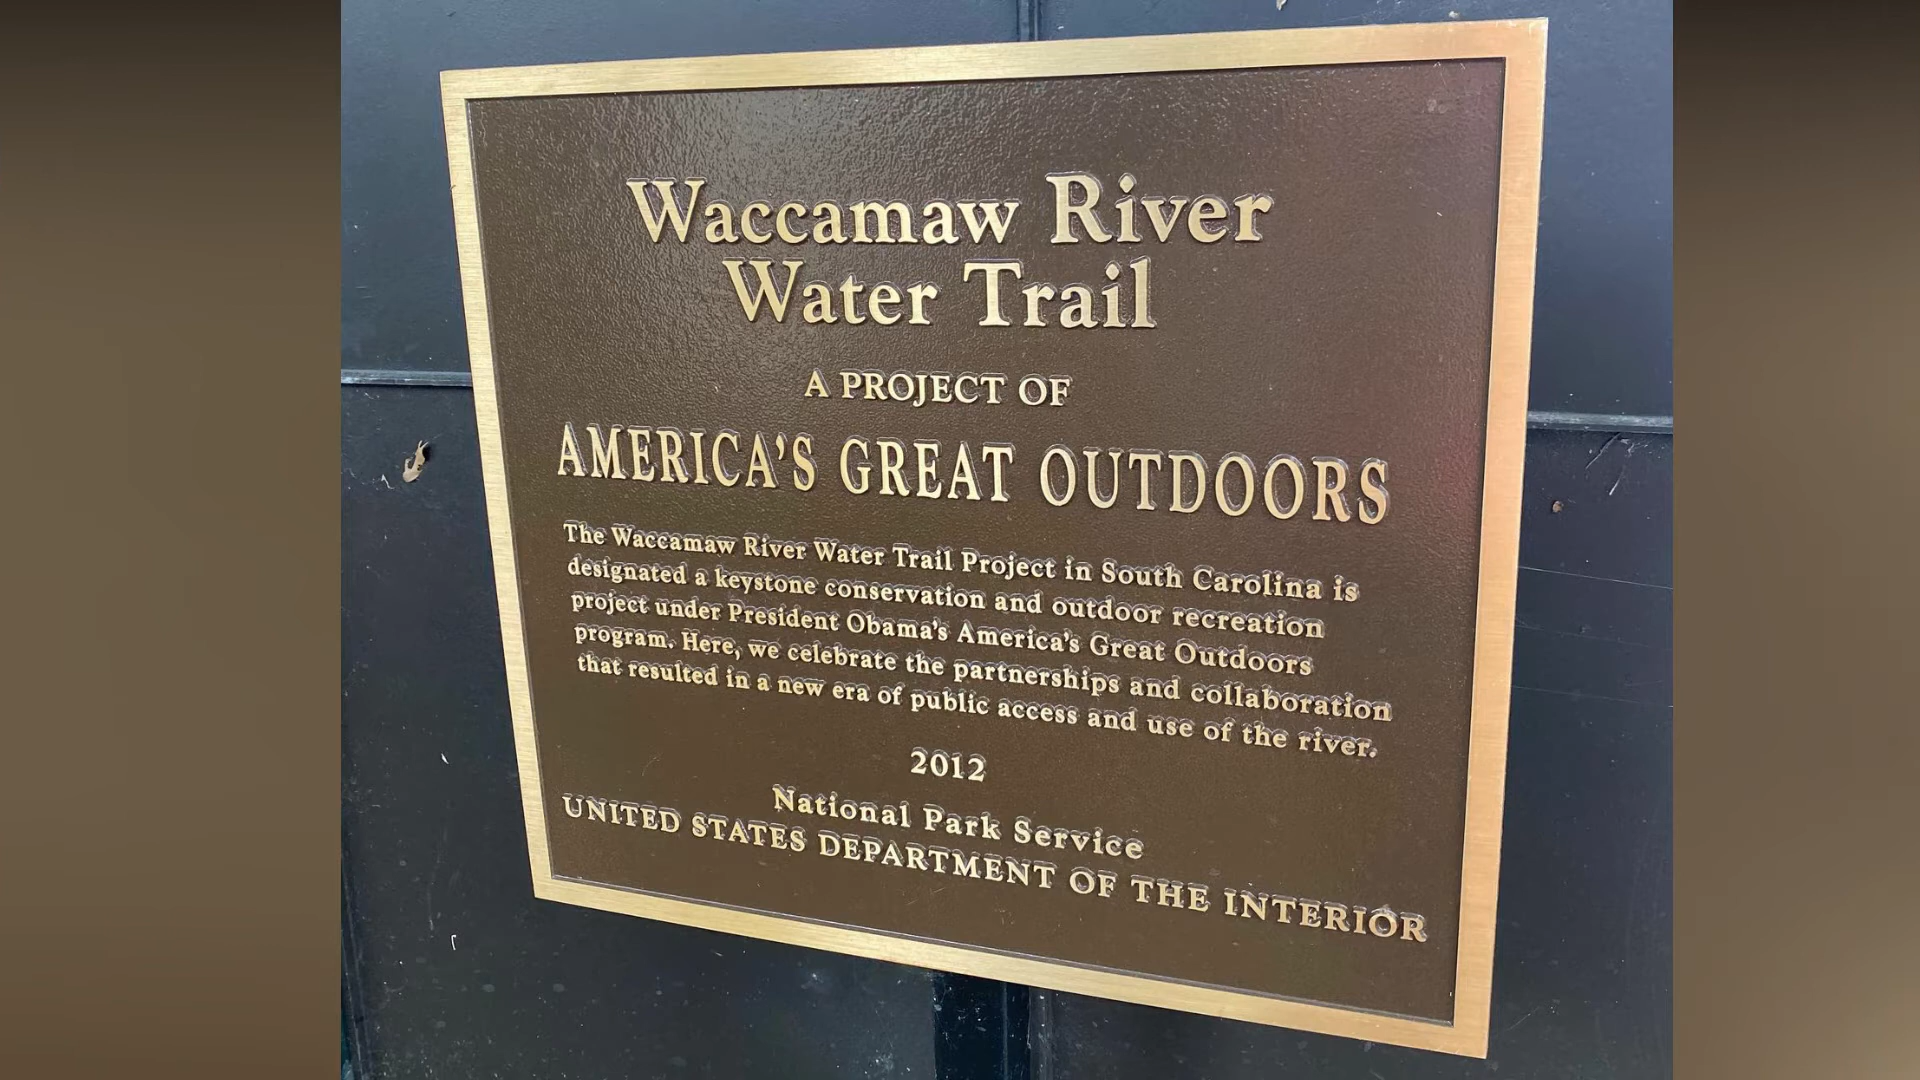 Waccamaw River
Water Trail
A PROJECT OF
AMERICA'S GREAT OUTDOORS
The Waccamaw River Water Trail Project in South Carolina is
designated a keystone conservation and outdoor recreation
project under President Obama's America's Great Outdoors
program. Here, we celebrate the partnerships and collaboration
that resulted in a new era of public access and use of the river.
2012
National Park Service
UNITED STATES DEPARTMENT OF THE INTERIOR